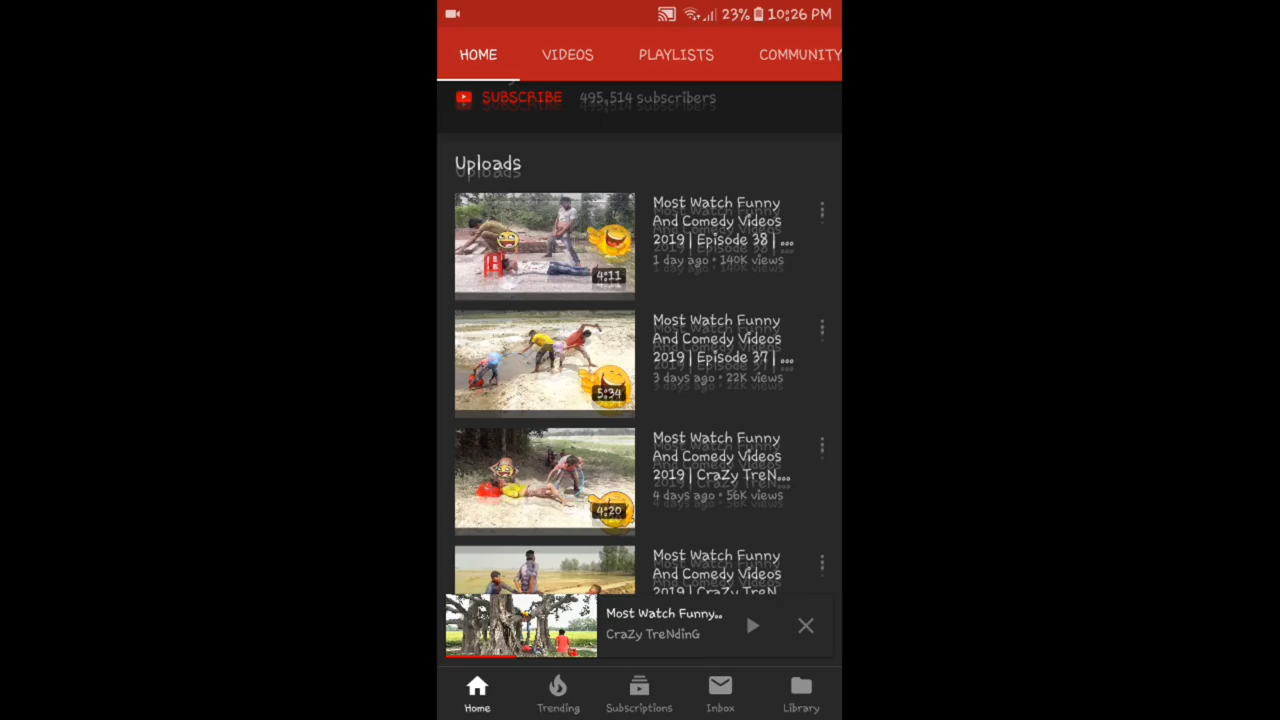 23% 10:26 PM
HOME VIDEOS PLAYLISTS COMMUNITY
SUBSCRIBE 495,514 subscribers
Uploads
Most Watch Funny
And Comedy Videos
2019 | Episode 38 | ...
1 day ago • 140K views
4:11
Most Watch Funny
And Comedy Videos
2019 | Episode 37 | ...
3 days ago • 22K views
5:34
Most Watch Funny
And Comedy Videos
2019 | CraZy TreN...
4 days ago • 56K views
4:20
Most Watch Funny
And Comedy Videos
2019 | CraZy TreN
Most Watch Funny..
CraZy TreNdinG
Home Trending Subscriptions Inbox Library